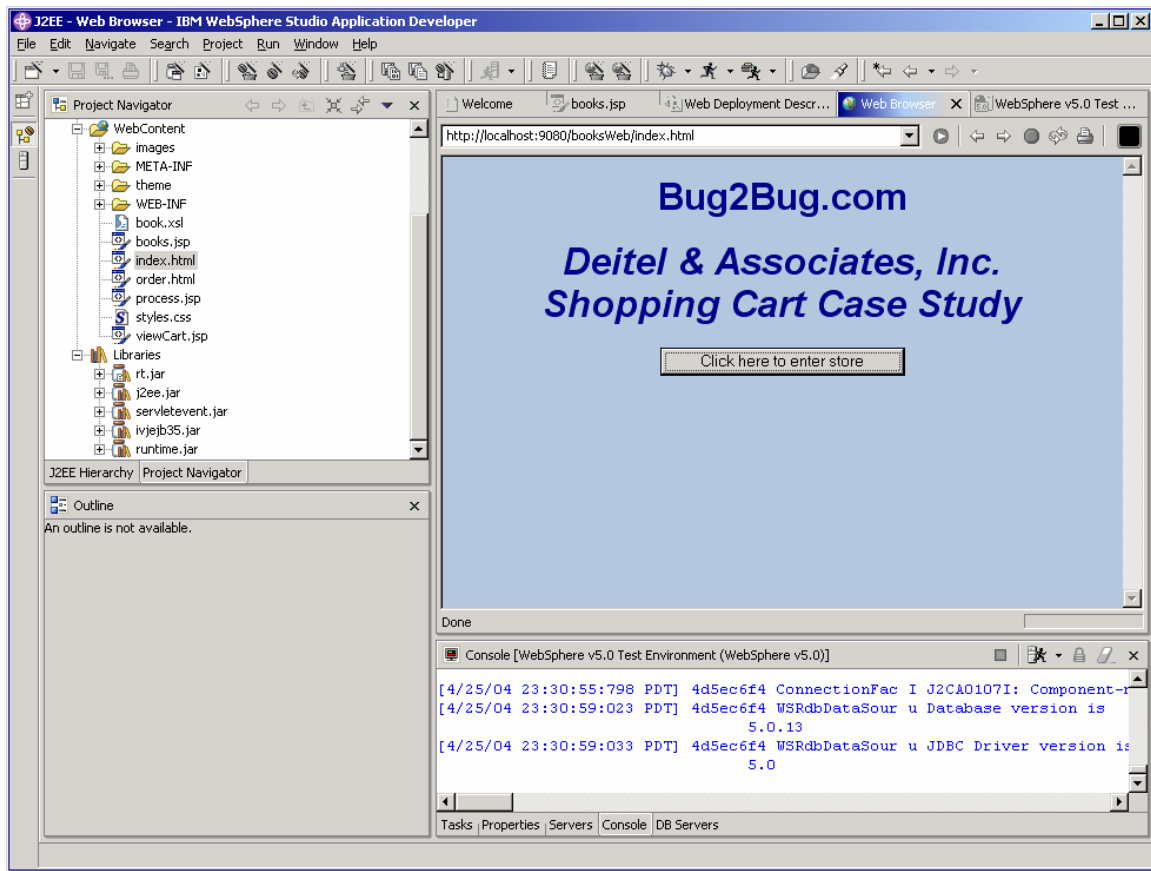 J2EE - Web Browser - IBM WebSphere Studio Application Developer
File Edit Navigate Search Project Run Window Help
Project Navigator
WebContent
images
META-INF
theme
WEB-INF
book.xsl
books.jsp
index.html
order.html
process.jsp
styles.css
viewCart.jsp
Libraries
rt.jar
j2ee.jar
servletevent.jar
ivjejb35.jar
runtime.jar
J2EE Hierarchy Project Navigator
Outline
An outline is not available.
Welcome books.jsp Web Deployment Descr... Web Browser WebSphere v5.0 Test ...
http://localhost:9080/booksWeb/index.html
Bug2Bug.com
Deitel & Associates, Inc.
Shopping Cart Case Study
Click here to enter store
Done
Console [WebSphere v5.0 Test Environment (WebSphere v5.0)]
[4/25/04 23:30:55:798 PDT] 4d5ec6f4 ConnectionFac I J2CA0107I: Component-
[4/25/04 23:30:59:023 PDT] 4d5ec6f4 WSRdbDataSour u Database version is
5.0.13
[4/25/04 23:30:59:033 PDT] 4d5ec6f4 WSRdbDataSour u JDBC Driver version is
5.0
Tasks Properties Servers Console DB Servers